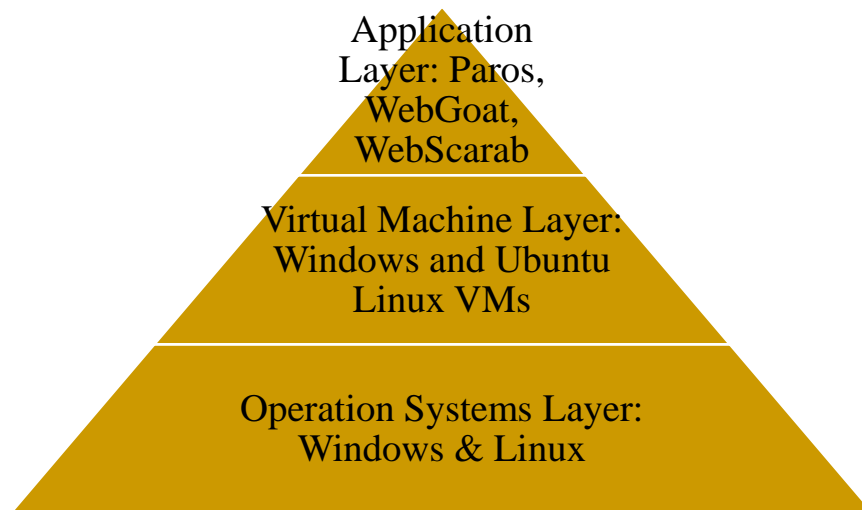 Application
Layer: Paros,
WebGoat,
WebScarab
Virtual Machine Layer:
Windows and Ubuntu
Linux VMs
Operation Systems Layer:
Windows & Linux